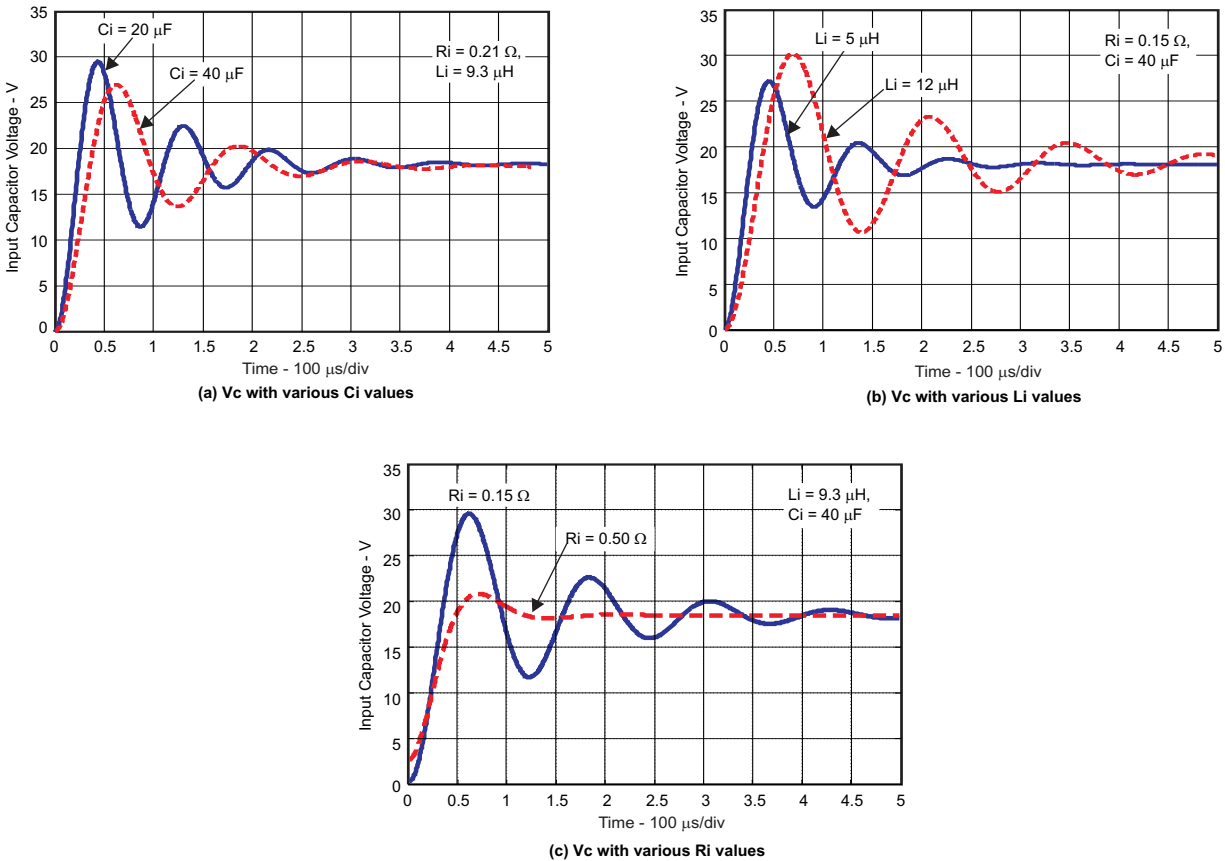 Ci = 20 μF
Ci = 40 μF
Ri = 0.21 Ω,
Li = 9.3 μH
Input Capacitor Voltage - V
35
30
25
20
15
10
5
0
0 0.5 1 1.5 2 2.5 3 3.5 4 4.5 5
Time - 100 μs/div
(a) Vc with various Ci values
Li = 5 μH
Li = 12 μH
Ri = 0.15 Ω,
Ci = 40 μF
Input Capacitor Voltage - V
35
30
25
20
15
10
5
0
0 0.5 1 1.5 2 2.5 3 3.5 4 4.5 5
Time - 100 μs/div
(b) Vc with various Li values
Ri = 0.15 Ω
Ri = 0.50 Ω
Li = 9.3 μH,
Ci = 40 μF
Input Capacitor Voltage - V
35
30
25
20
15
10
5
0
0 0.5 1 1.5 2 2.5 3 3.5 4 4.5 5
Time - 100 μs/div
(c) Vc with various Ri values